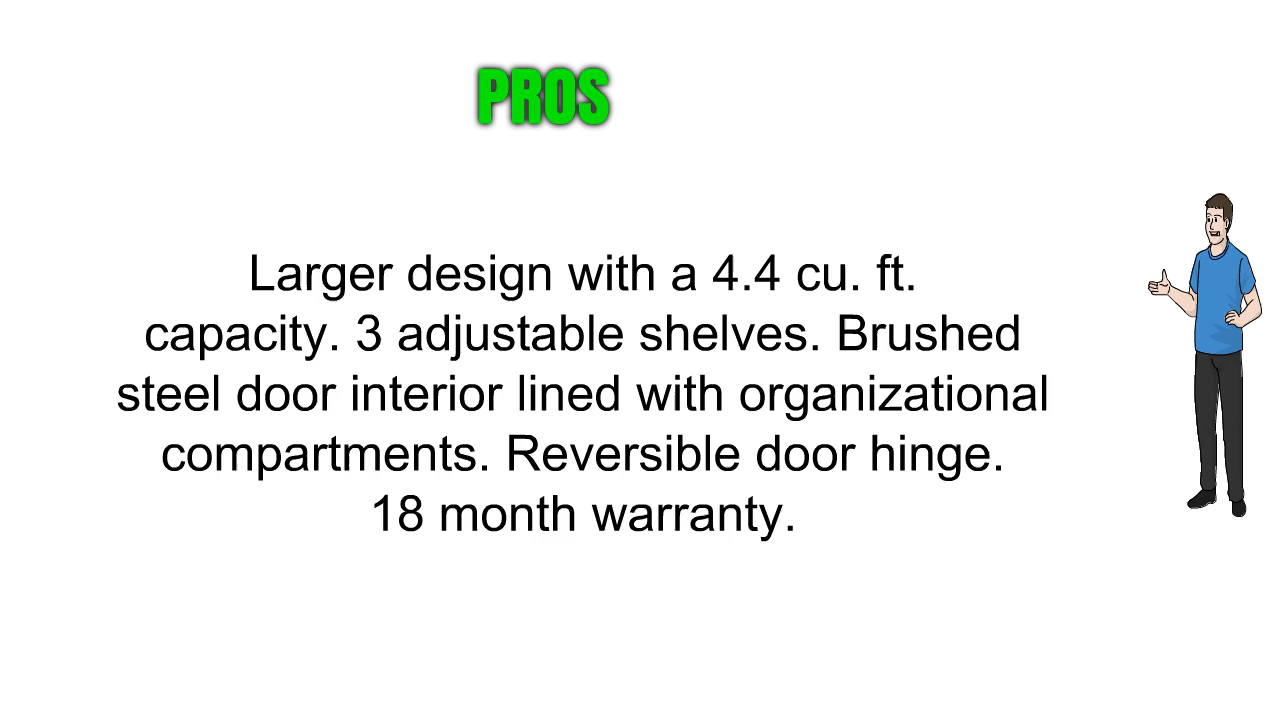 PROS
Larger design with a 4.4 cu. ft.
capacity. 3 adjustable shelves. Brushed
steel door interior lined with organizational
compartments. Reversible door hinge.
18 month warranty.